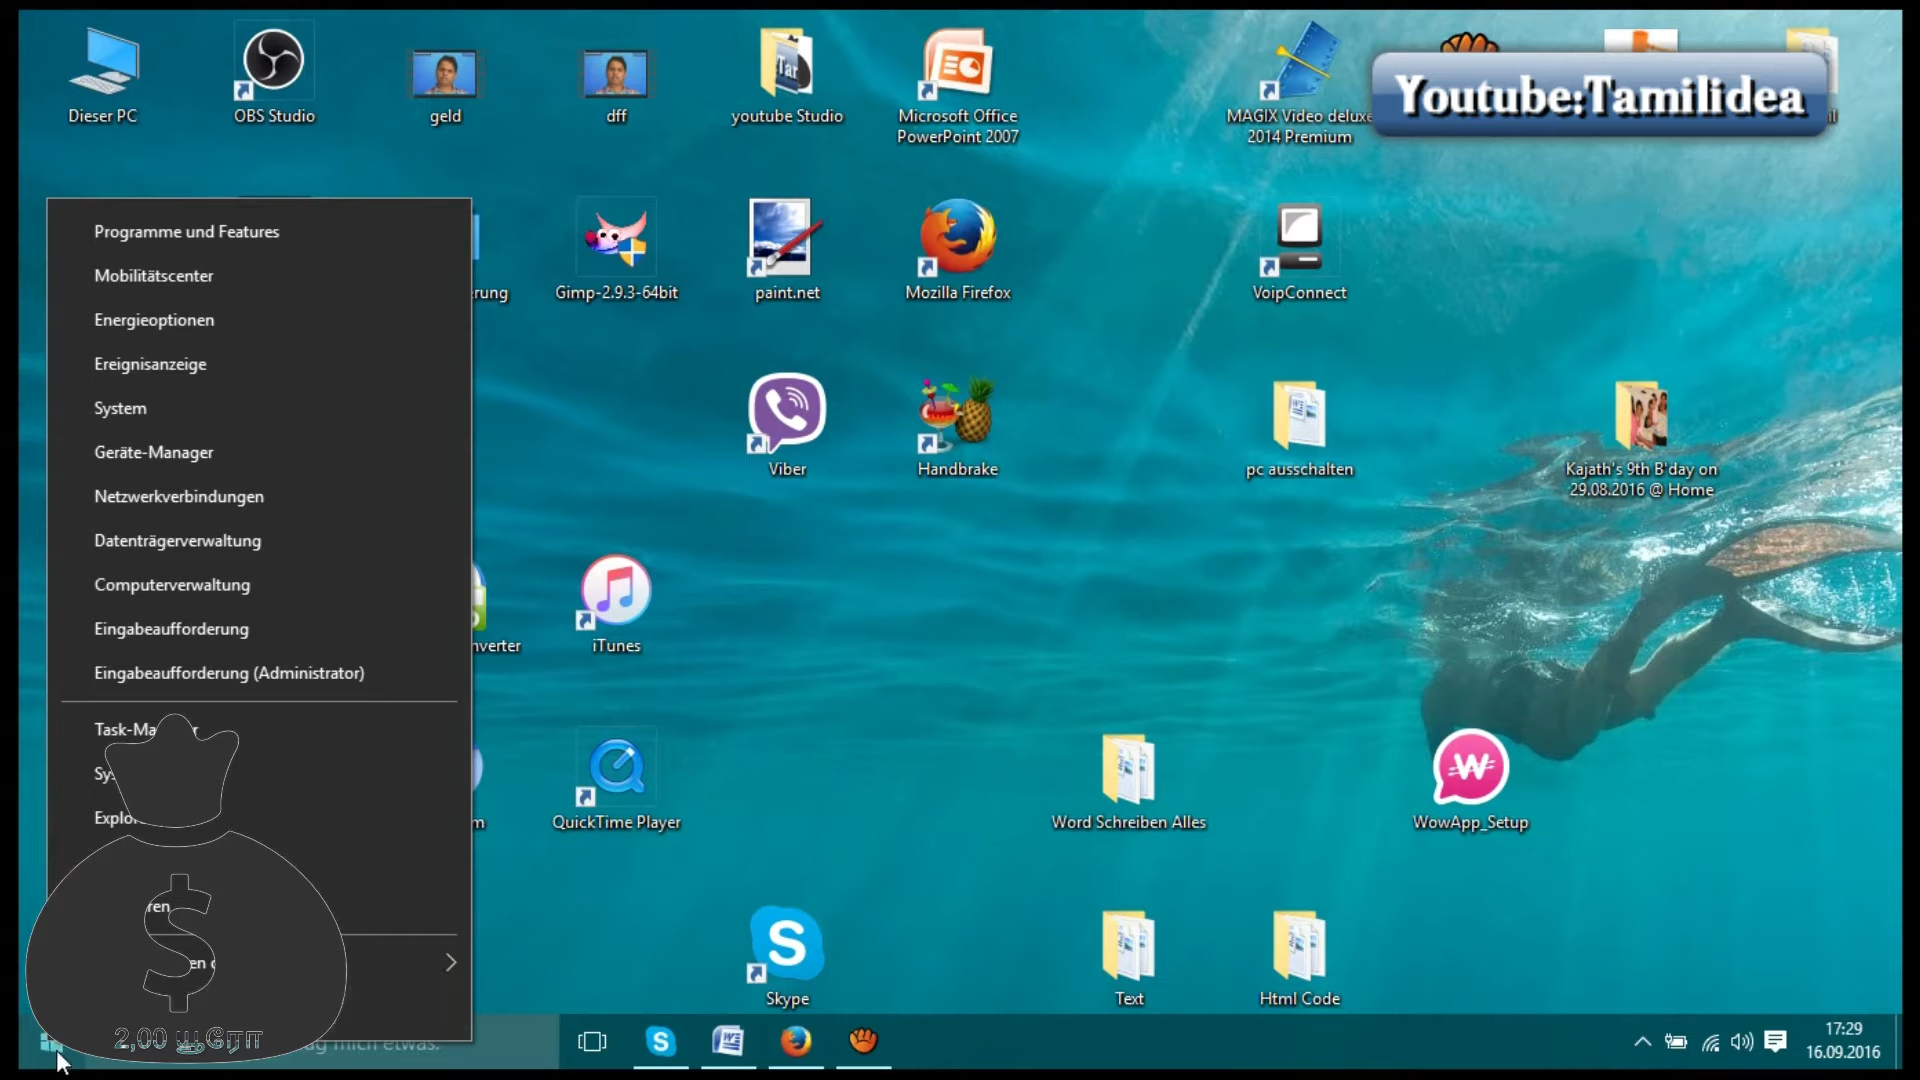 Dieser PC
OBS Studio
geld
dff
youtube Studio
Microsoft Office
PowerPoint 2007
MAGIX Video deluxe
2014 Premium
Youtube:Tamilidea
Programme und Features
Mobilitätscenter
Energieoptionen
Ereignisanzeige
System
Geräte-Manager
Netzwerkverbindungen
Datenträgerverwaltung
Computerverwaltung
Eingabeaufforderung
Eingabeaufforderung (Administrator)
Gimp-2.9.3-64bit
paint.net
Mozilla Firefox
VoipConnect
Viber
Handbrake
pc ausschalten
Kajath's 9th B'day on
29.08.2016 @ Home
iTunes
QuickTime Player
Word Schreiben Alles
WowApp_Setup
Skype
Text
Html Code
$
2,00 யூரோ
etwas.
17:29
16.09.2016